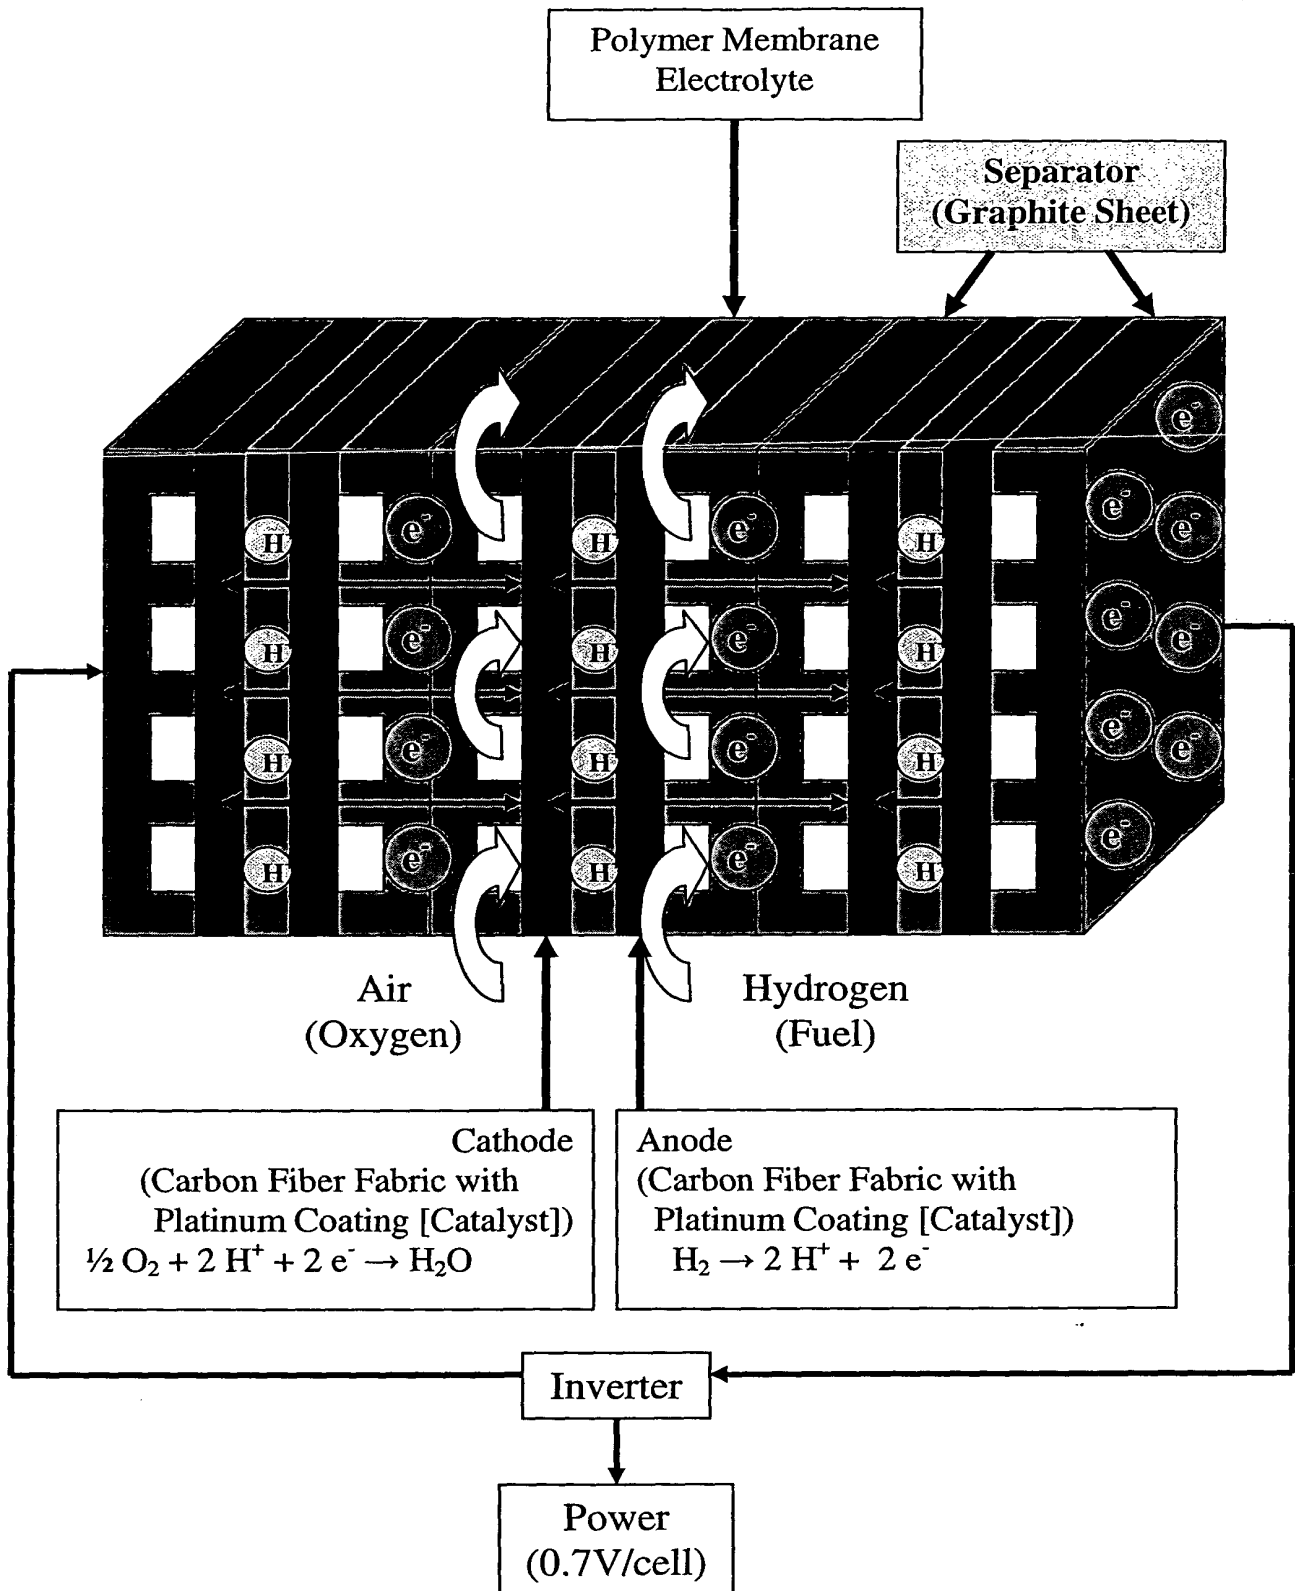 Polymer Membrane
Electrolyte
Separator
(Graphite Sheet)
e⁻
e⁻ e⁻
e⁻ e⁻
e⁻ e⁻
e⁻
H e⁻ H e⁻ H
H e⁻ H e⁻ H
H e⁻ H e⁻ H
H e⁻ H e⁻ H
Air
(Oxygen)
Hydrogen
(Fuel)
Cathode
(Carbon Fiber Fabric with
Platinum Coating [Catalyst])
½ O₂ + 2 H⁺ + 2 e⁻ → H₂O
Anode
(Carbon Fiber Fabric with
Platinum Coating [Catalyst])
H₂ → 2 H⁺ + 2 e⁻
Inverter
Power
(0.7V/cell)